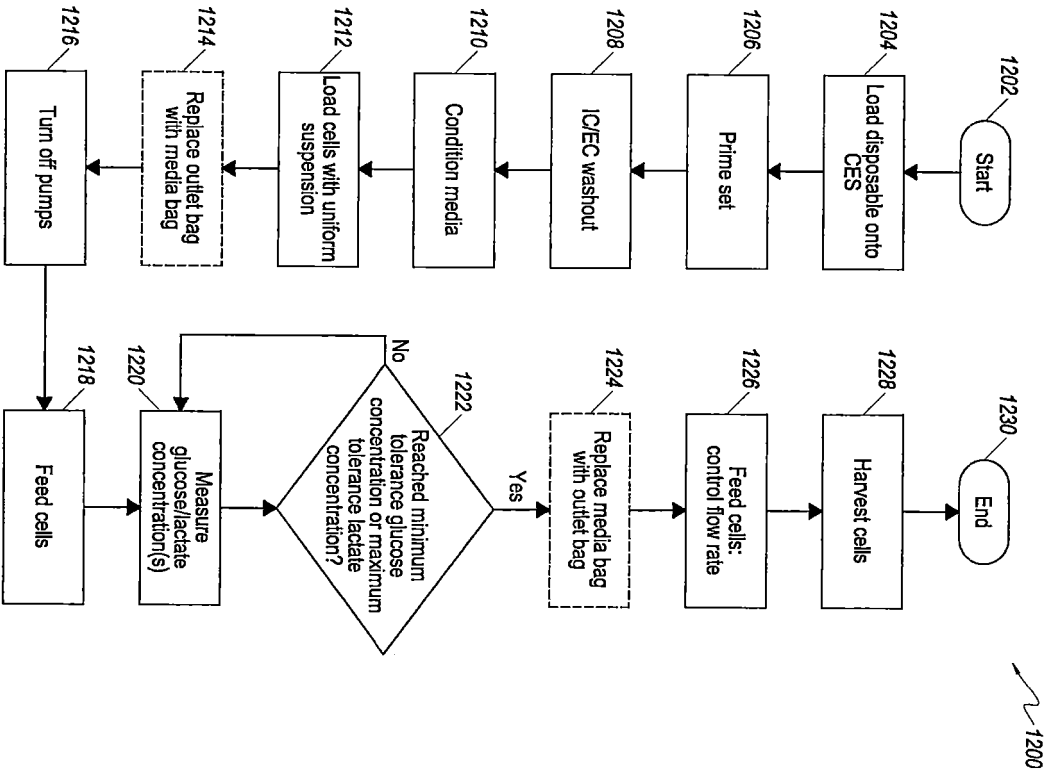 1200
1202
Start
1204
Load disposable onto
CES
1206
Prime set
1208
IC/EC washout
1210
Condition media
1212
Load cells with uniform
suspension
1214
Replace outlet bag
with media bag
1216
Turn off pumps
1218
Feed cells
1220
Measure
glucose/lactate
concentration(s)
1222
Reached minimum
tolerance glucose
concentration or maximum
tolerance lactate
concentration?
No
Yes
1224
Replace media bag
with outlet bag
1226
Feed cells:
control flow rate
1228
Harvest cells
1230
End